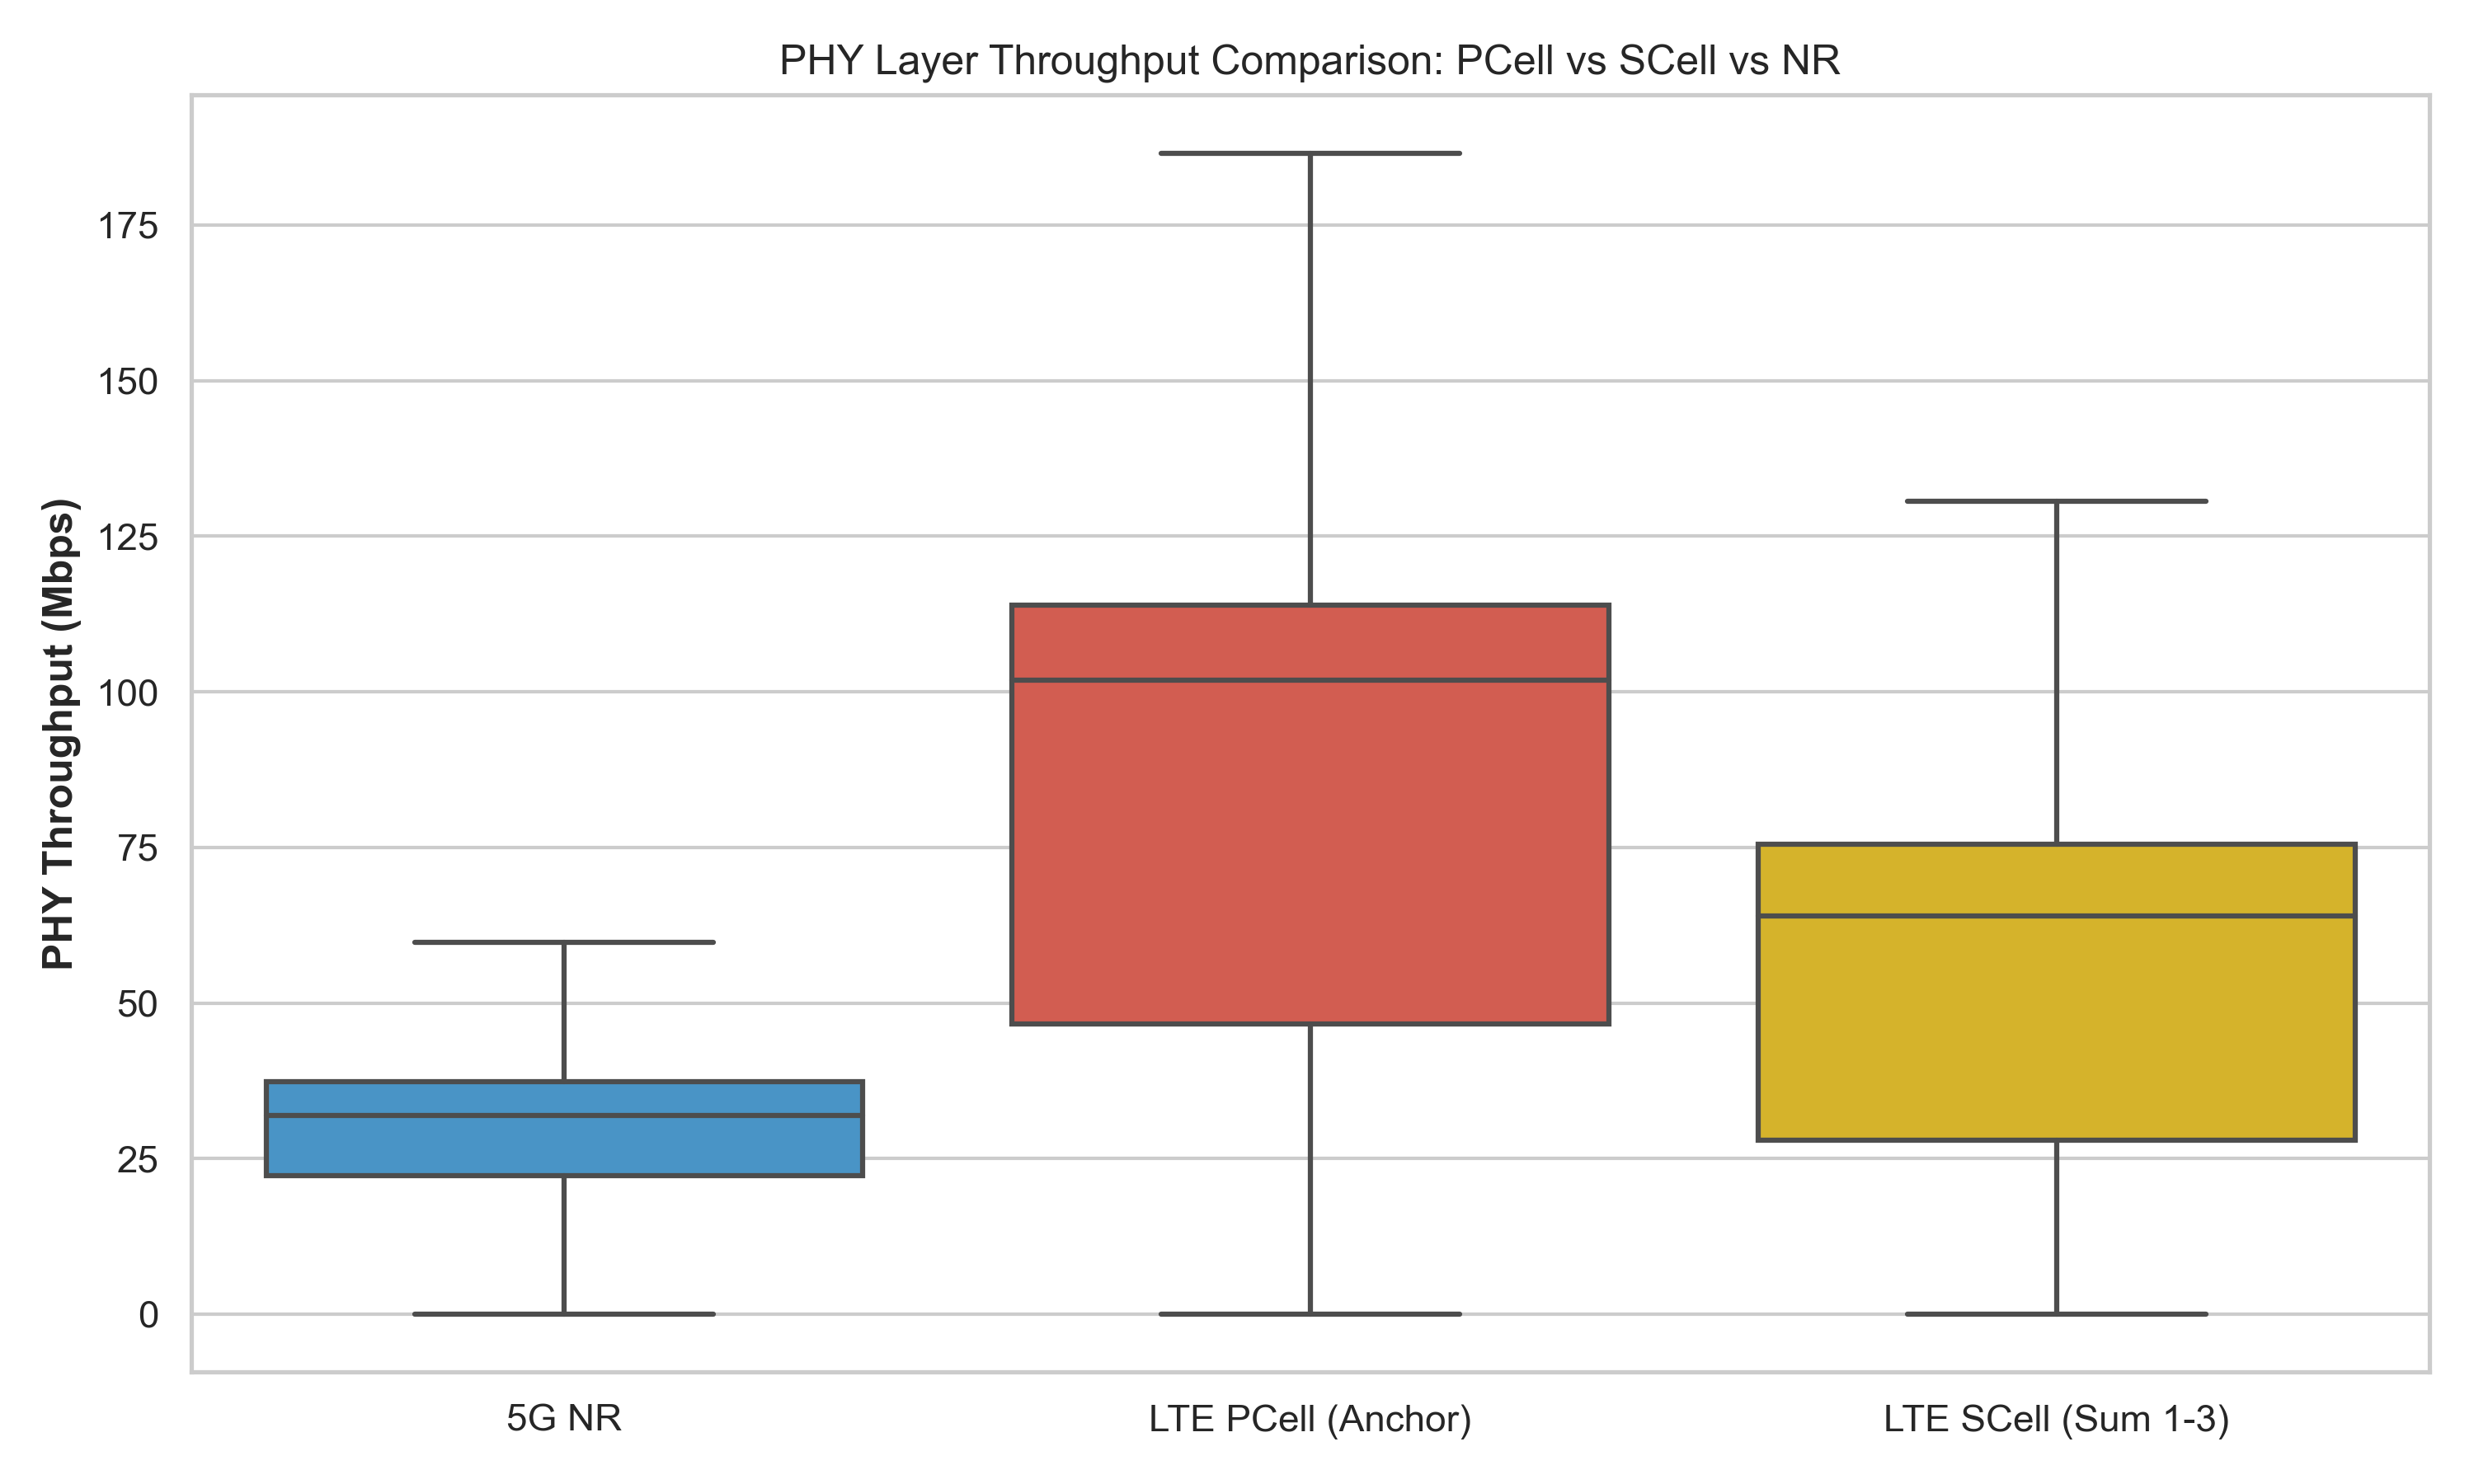 PHY Layer Throughput Comparison: PCell vs SCell vs NR
PHY Throughput (Mbps)
175
150
125
100
75
50
25
0
5G NR
LTE PCell (Anchor)
LTE SCell (Sum 1-3)